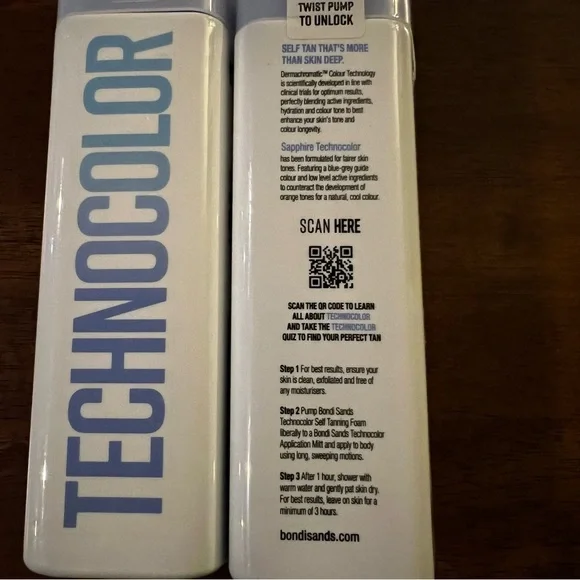 TECHNOCOLOR
TWIST PUMP
TO UNLOCK
SELF TAN THAT'S MORE
THAN SKIN DEEP.
Dermachromatic™ Colour Technology
is scientifically developed in line with
clinical trials for optimum results,
perfectly blending active ingredients,
hydration and colour tone to best
enhance your skin's tone and
colour longevity.
Sapphire Technocolor
has been formulated for fairer skin
tones. Featuring a blue-grey guide
colour and low level active ingredients
to counteract the development of
orange tones for a natural, cool colour.
SCAN HERE
SCAN THE QR CODE TO LEARN
ALL ABOUT TECHNOCOLOR
AND TAKE THE TECHNOCOLOR
QUIZ TO FIND YOUR PERFECT TAN
Step 1 For best results, ensure your
skin is clean, exfoliated and free of
any moisturisers.
Step 2 Pump Bondi Sands
Technocolor Self Tanning Foam
liberally to a Bondi Sands Technocolor
Application Mitt and apply to body
using long, sweeping motions.
Step 3 After 1 hour, shower with
warm water and gently pat skin dry.
For best results, leave on skin for a
minimum of 3 hours.
bondisands.com